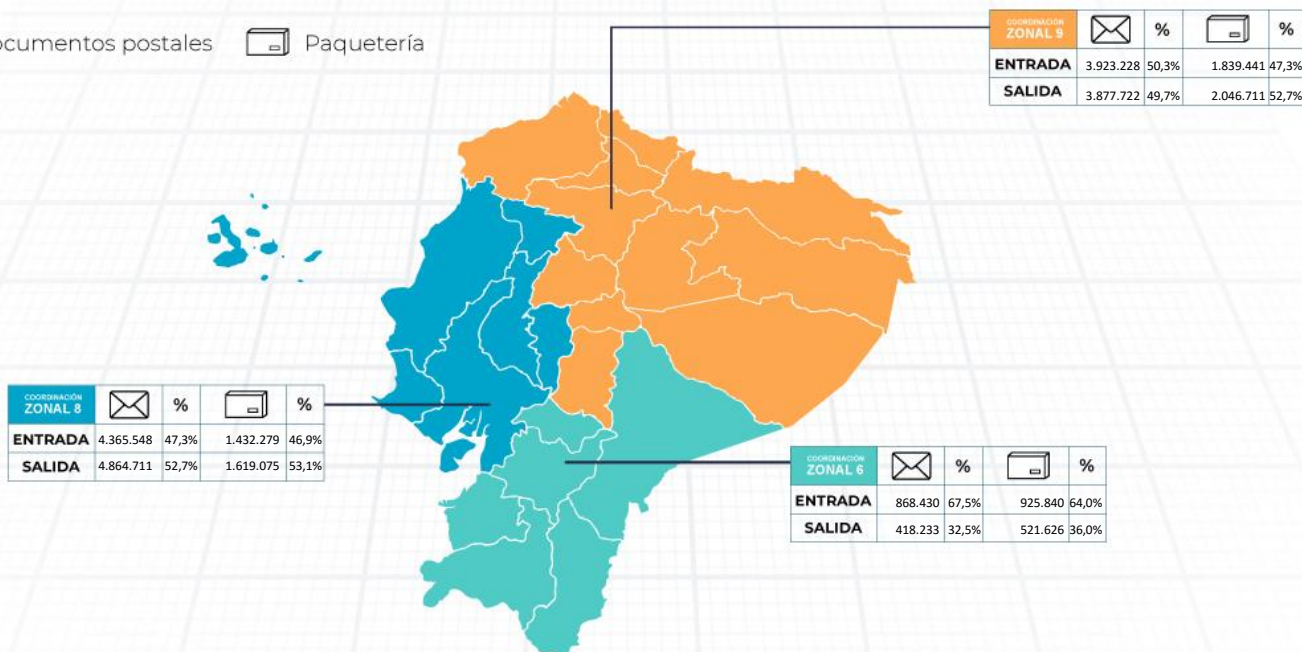 ocumentos postales Paquetería
COORDINACIÓN
ZONAL 9 % %
ENTRADA 3.923.228 50,3% 1.839.441 47,3%
SALIDA 3.877.722 49,7% 2.046.711 52,7%
COORDINACIÓN
ZONAL 8 % %
ENTRADA 4.365.548 47,3% 1.432.279 46,9%
SALIDA 4.864.711 52,7% 1.619.075 53,1%
COORDINACIÓN
ZONAL 6 % %
ENTRADA 868.430 67,5% 925.840 64,0%
SALIDA 418.233 32,5% 521.626 36,0%